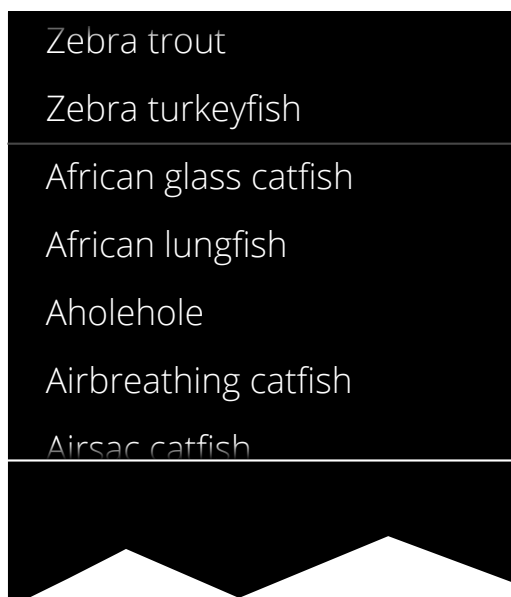 Zebra trout
Zebra turkeyfish
African glass catfish
African lungfish
Aholehole
Airbreathing catfish
Airsac catfish